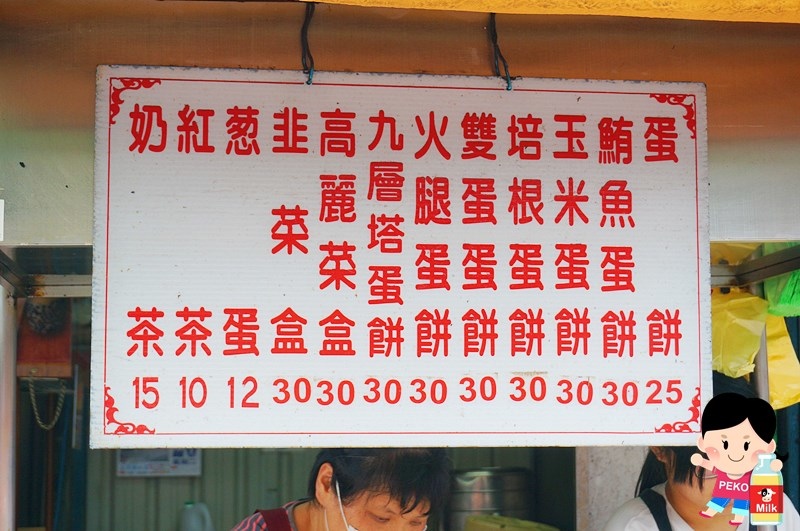 蛋餅 25
鮪魚蛋餅 30
玉米蛋餅 30
培根蛋餅 30
雙蛋蛋餅 30
火腿蛋餅 30
九層塔蛋餅 30
高麗菜盒 30
韭菜盒 30
葱蛋 12
紅茶 10
奶茶 15
PEKO
Milk